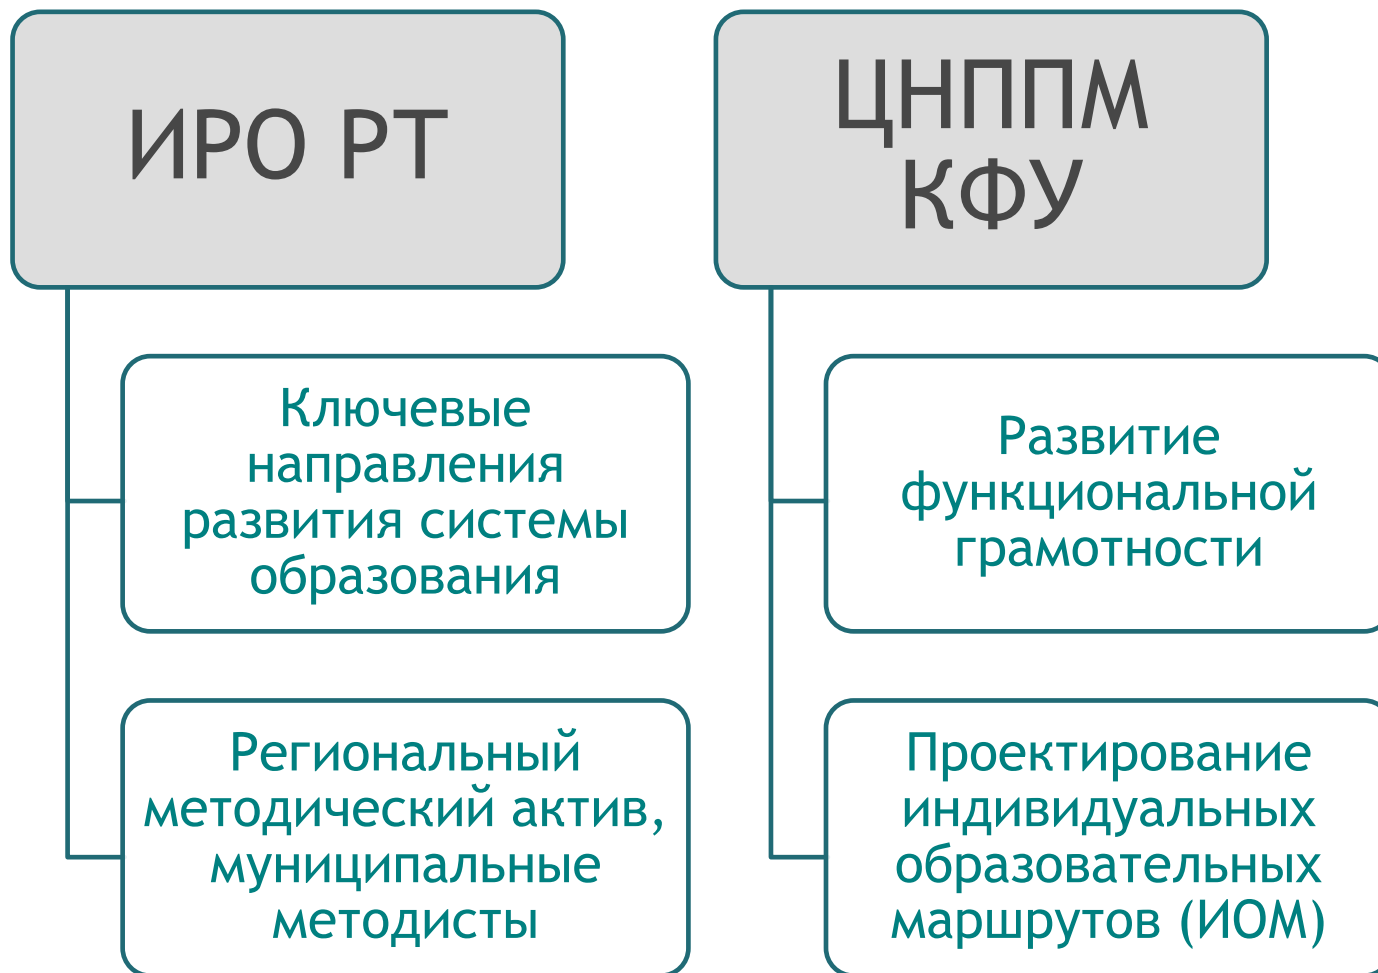 ИРО РТ
Ключевые
направления
развития системы
образования
Региональный
методический актив,
муниципальные
методисты
ЦНППМ
КФУ
Развитие
функциональной
грамотности
Проектирование
индивидуальных
образовательных
маршрутов (ИОМ)